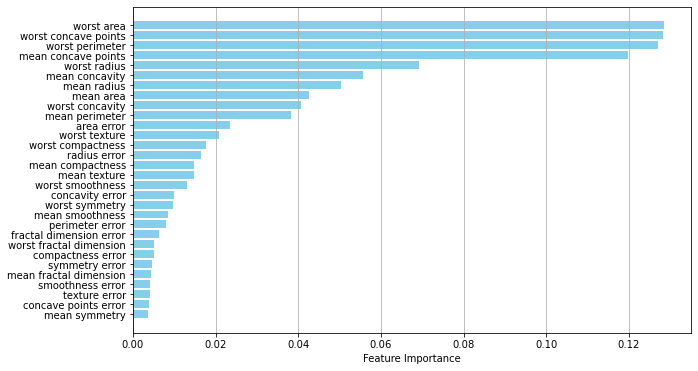 worst area
worst concave points
worst perimeter
mean concave points
worst radius
mean concavity
mean radius
mean area
worst concavity
mean perimeter
area error
worst texture
worst compactness
radius error
mean compactness
mean texture
worst smoothness
concavity error
worst symmetry
mean smoothness
perimeter error
fractal dimension error
worst fractal dimension
compactness error
symmetry error
mean fractal dimension
smoothness error
texture error
concave points error
mean symmetry
0.00 0.02 0.04 0.06 0.08 0.10 0.12
Feature Importance